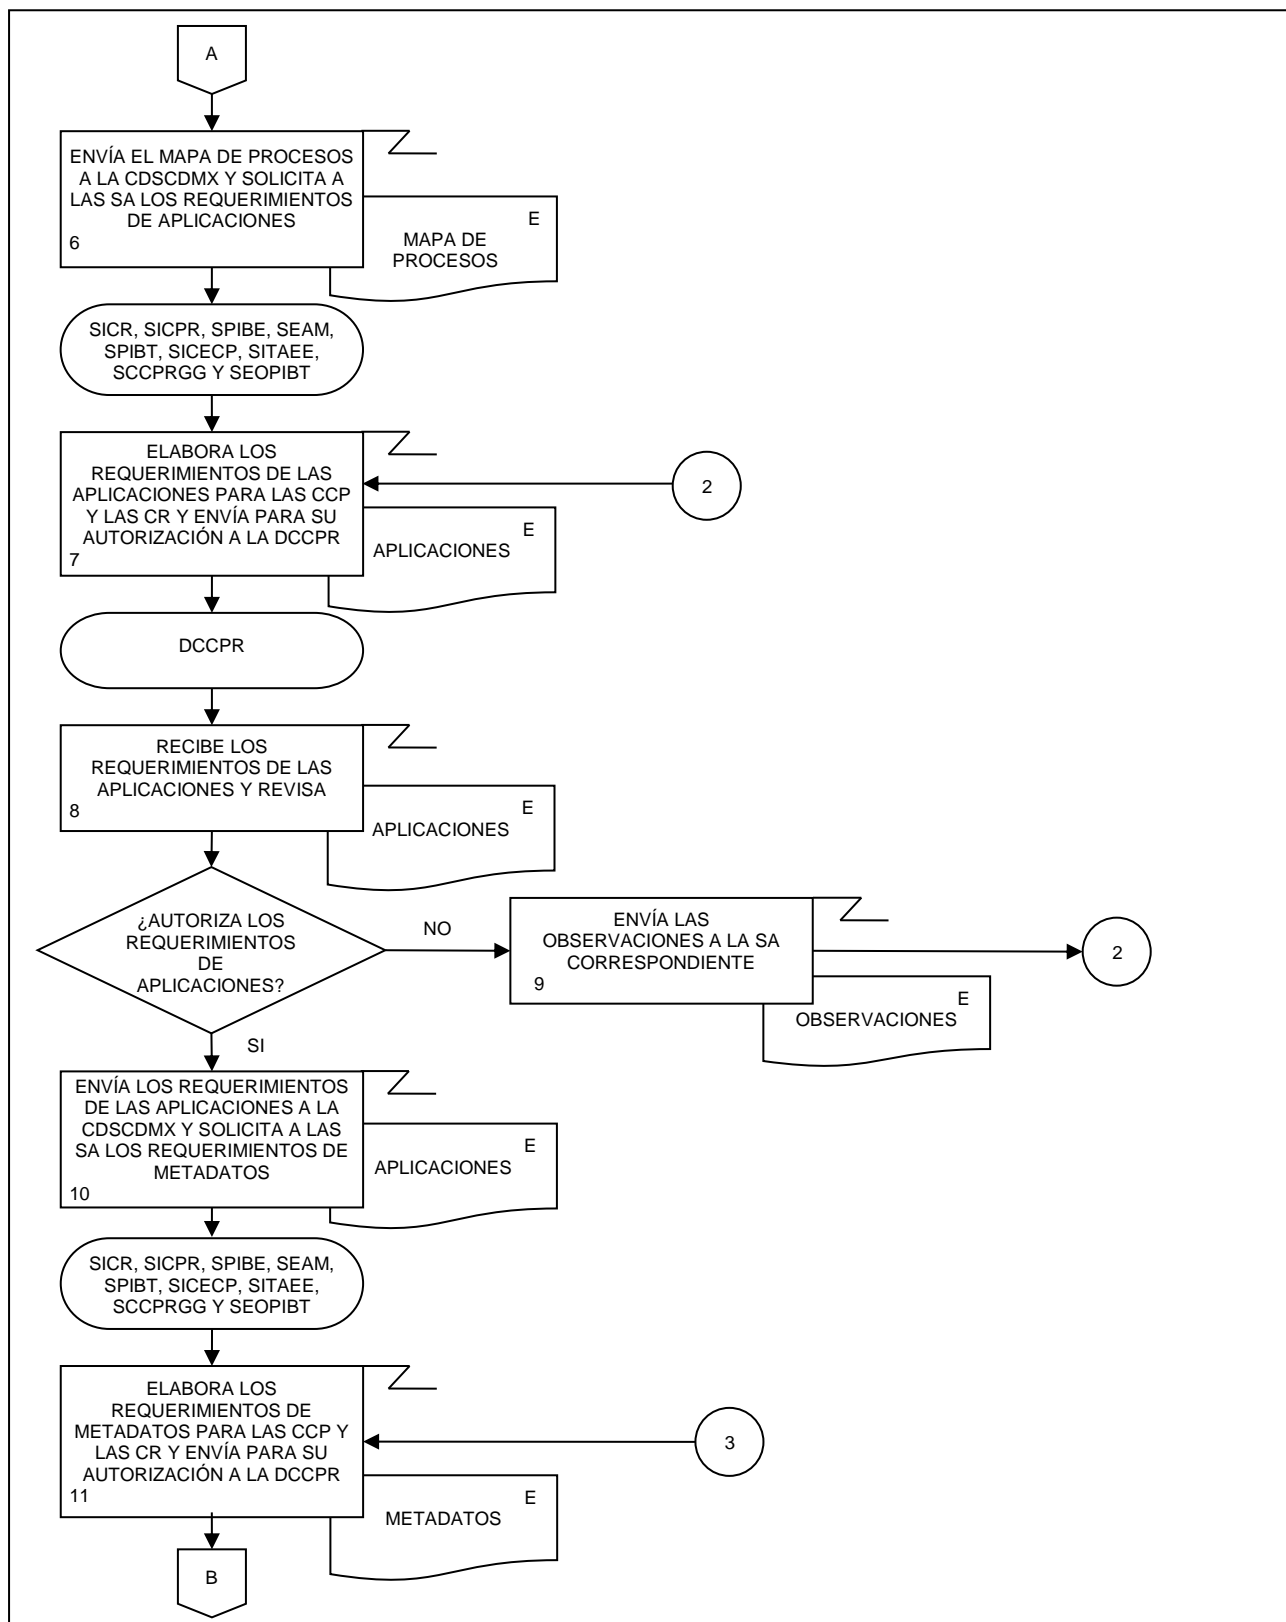 A
ENVÍA EL MAPA DE PROCESOS
A LA CDSCDMX Y SOLICITA A
LAS SA LOS REQUERIMIENTOS
DE APLICACIONES
6
E
MAPA DE
PROCESOS
SICR, SICPR, SPIBE, SEAM,
SPIBT, SICECP, SITAEE,
SCCPRGG Y SEOPIBT
ELABORA LOS
REQUERIMIENTOS DE LAS
APLICACIONES PARA LAS CCP
Y LAS CR Y ENVÍA PARA SU
AUTORIZACIÓN A LA DCCPR
7
2
E
APLICACIONES
DCCPR
RECIBE LOS
REQUERIMIENTOS DE LAS
APLICACIONES Y REVISA
8
E
APLICACIONES
¿AUTORIZA LOS
REQUERIMIENTOS
DE
APLICACIONES?
NO
ENVÍA LAS
OBSERVACIONES A LA SA
CORRESPONDIENTE
9
2
E
OBSERVACIONES
SI
ENVÍA LOS REQUERIMIENTOS
DE LAS APLICACIONES A LA
CDSCDMX Y SOLICITA A LAS
SA LOS REQUERIMIENTOS DE
METADATOS
10
E
APLICACIONES
SICR, SICPR, SPIBE, SEAM,
SPIBT, SICECP, SITAEE,
SCCPRGG Y SEOPIBT
ELABORA LOS
REQUERIMIENTOS DE
METADATOS PARA LAS CCP Y
LAS CR Y ENVÍA PARA SU
AUTORIZACIÓN A LA DCCPR
11
3
E
METADATOS
B